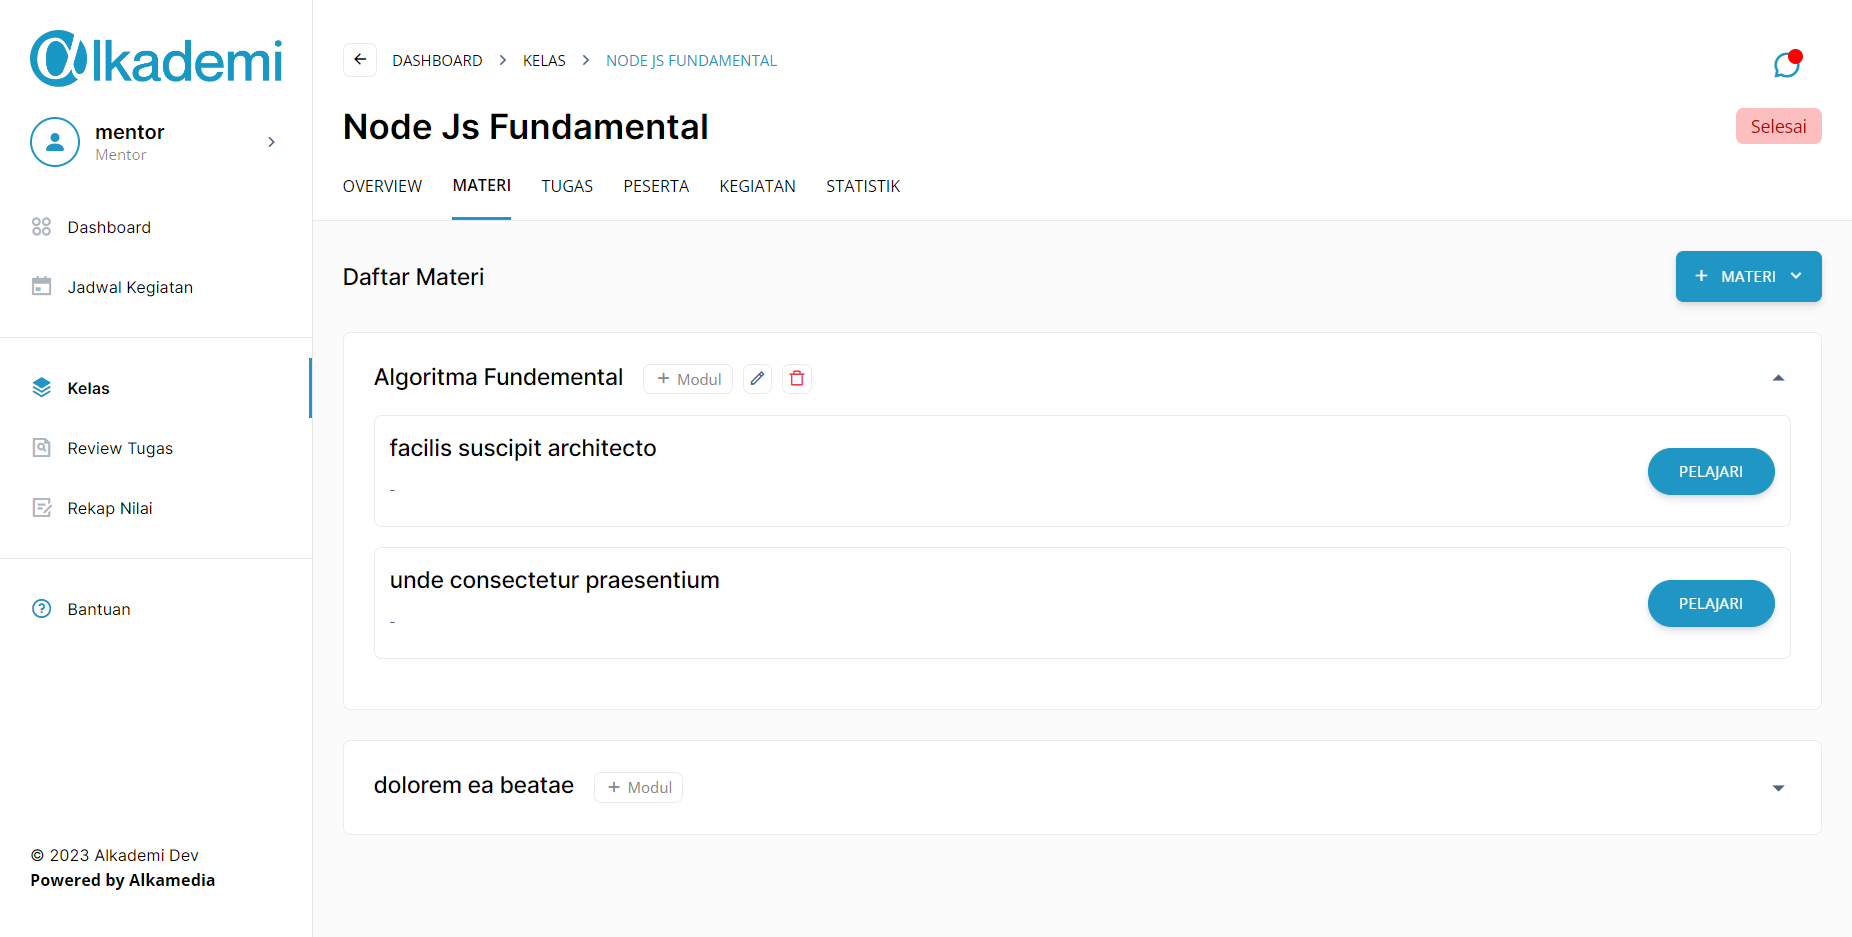 alkademi
mentor
Mentor
Dashboard
Jadwal Kegiatan
Kelas
Review Tugas
Rekap Nilai
Bantuan
© 2023 Alkademi Dev
Powered by Alkamedia
DASHBOARD > KELAS > NODE JS FUNDAMENTAL
Node Js Fundamental
Selesai
OVERVIEW MATERI TUGAS PESERTA KEGIATAN STATISTIK
Daftar Materi
+ MATERI
Algoritma Fundemental + Modul
facilis suscipit architecto
-
PELAJARI
unde consectetur praesentium
-
PELAJARI
dolorem ea beatae + Modul